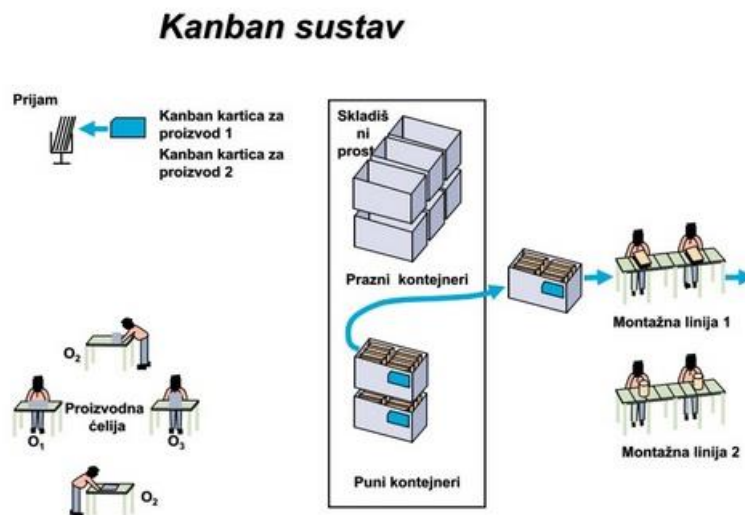 Kanban sustav
Prijam
Kanban kartica za
proizvod 1
Kanban kartica za
proizvod 2
Skladiš
ni
prost
Prazni kontejneri
Montažna linija 1
O2
Proizvodna
ćelija
O1
O3
O2
Puni kontejneri
Montažna linija 2